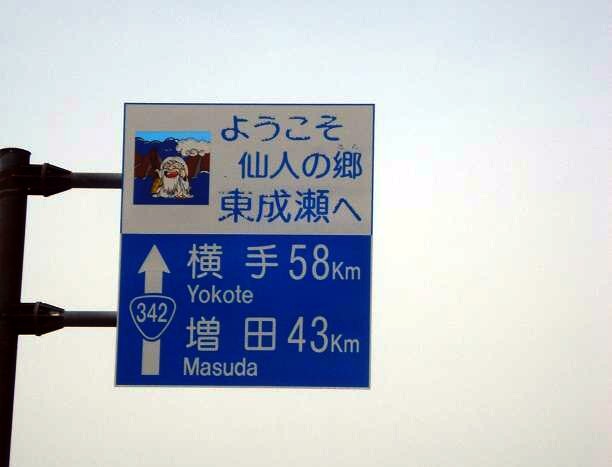 ようこそ
仙人の郷
東成瀬へ
横手 58Km
Yokote
342
増田 43Km
Masuda